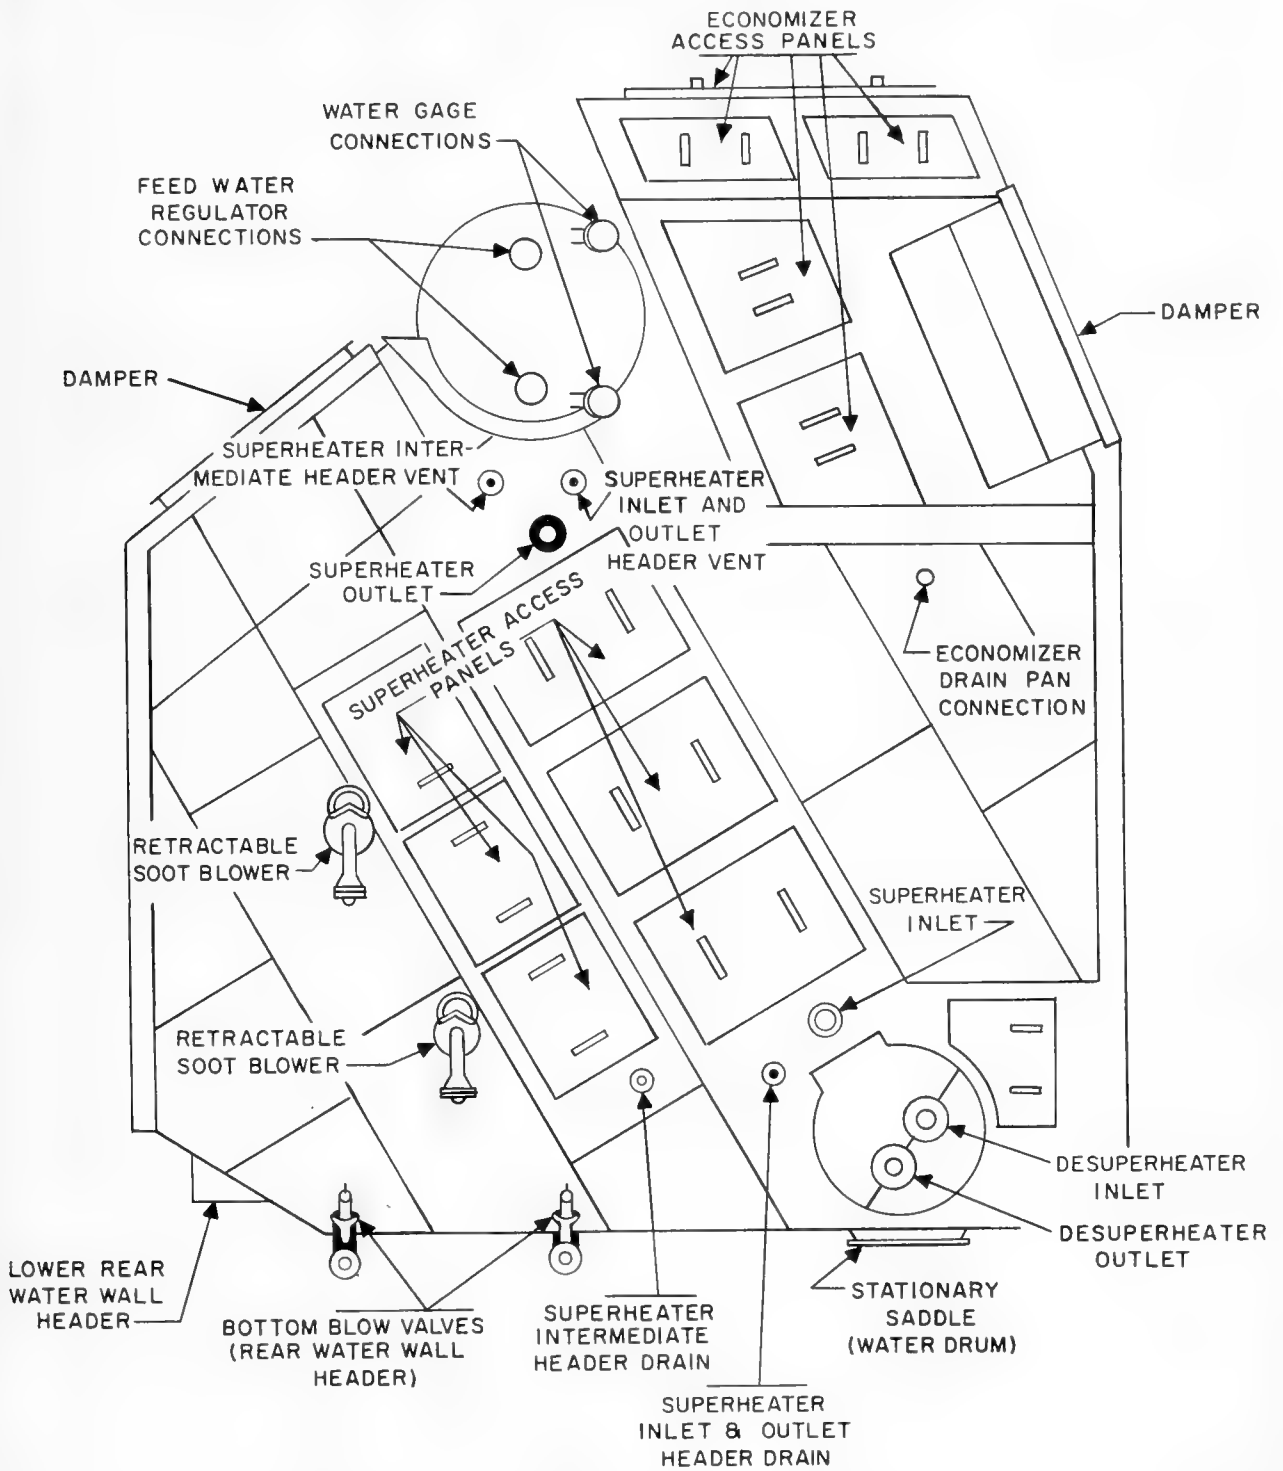 ECONOMIZER
ACCESS PANELS
WATER GAGE
CONNECTIONS
FEED WATER
REGULATOR
CONNECTIONS
DAMPER
DAMPER
SUPERHEATER INTER-
MEDIATE HEADER VENT
SUPERHEATER
INLET AND
OUTLET
HEADER VENT
SUPERHEATER
OUTLET
SUPERHEATER ACCESS
PANELS
ECONOMIZER
DRAIN PAN
CONNECTION
RETRACTABLE
SOOT BLOWER
SUPERHEATER
INLET
RETRACTABLE
SOOT BLOWER
DESUPERHEATER
INLET
DESUPERHEATER
OUTLET
LOWER REAR
WATER WALL
HEADER
BOTTOM BLOW VALVES
(REAR WATER WALL
HEADER)
SUPERHEATER
INTERMEDIATE
HEADER DRAIN
STATIONARY
SADDLE
(WATER DRUM)
SUPERHEATER
INLET & OUTLET
HEADER DRAIN